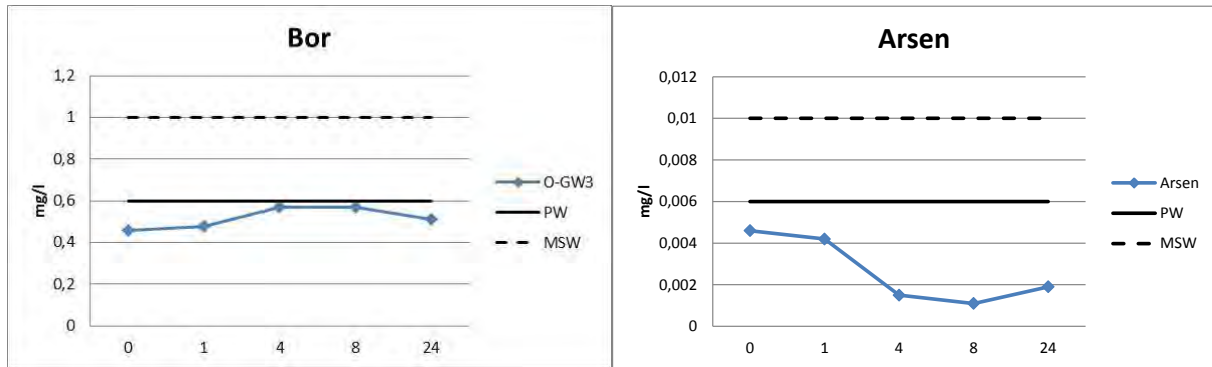 Bor
1,2
1
0,8
0,6
0,4
0,2
0
mg/l
0 1 4 8 24
O-GW3
PW
MSW
Arsen
0,012
0,01
0,008
0,006
0,004
0,002
0
mg/l
0 1 4 8 24
Arsen
PW
MSW